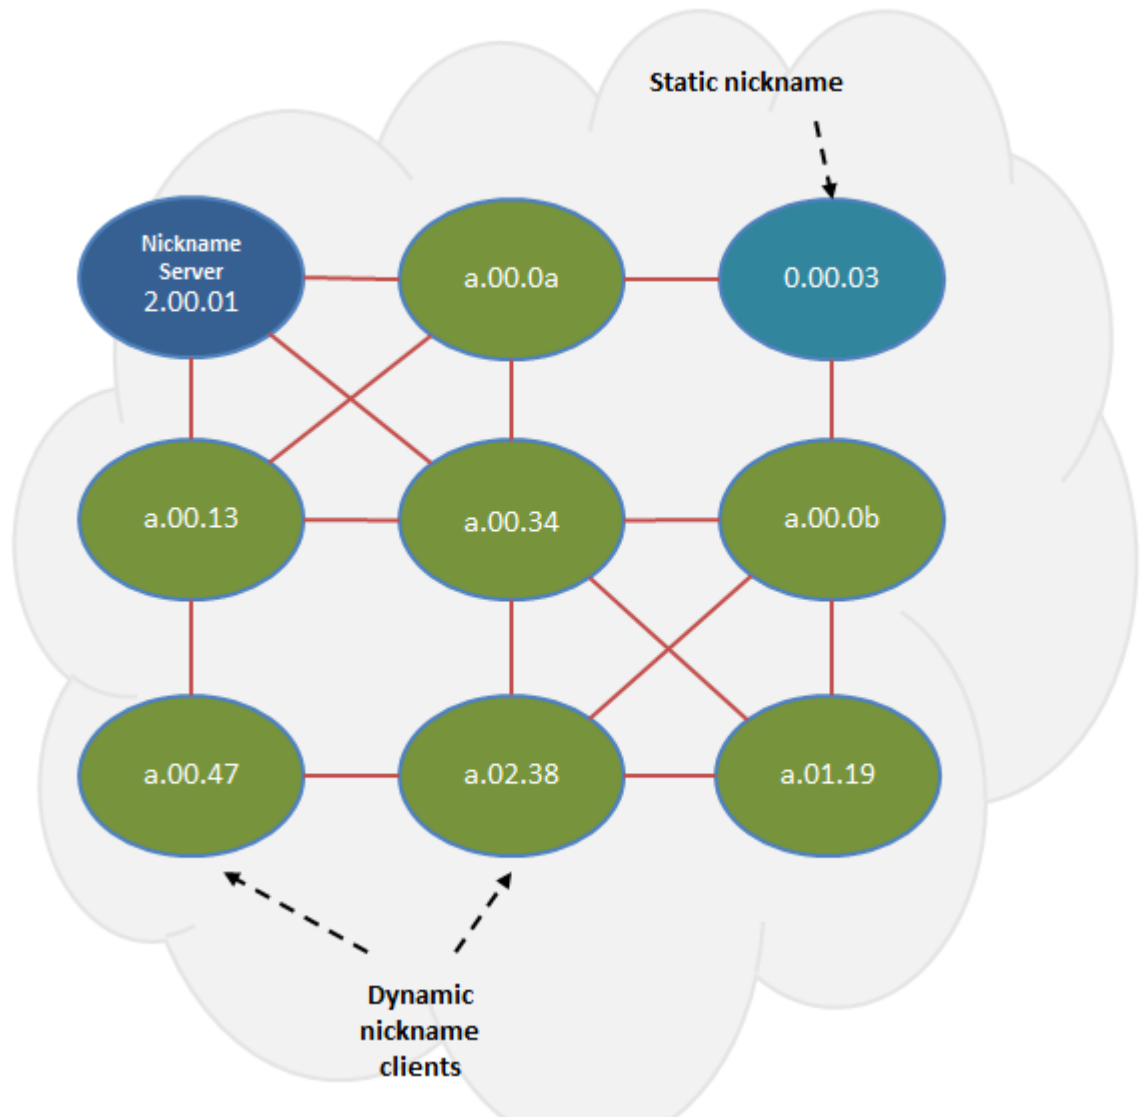 Static nickname
Nickname
Server
2.00.01
a.00.0a
0.00.03
a.00.13
a.00.34
a.00.0b
a.00.47
a.02.38
a.01.19
Dynamic
nickname
clients